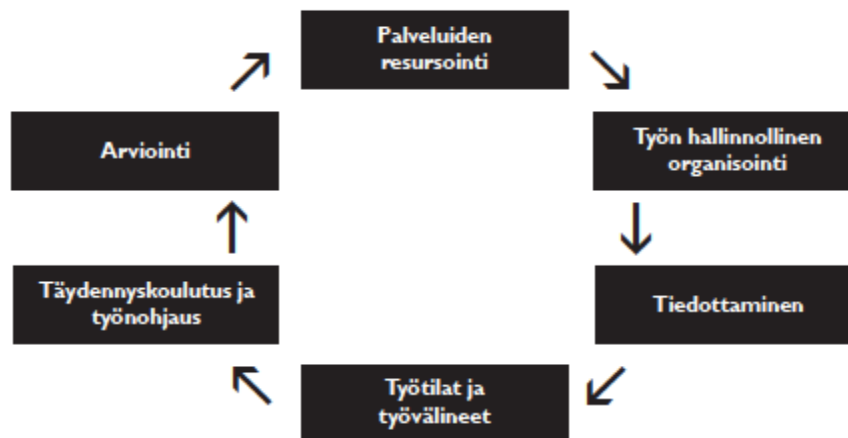 Palveluiden
resursointi
Työn hallinnollinen
organisointi
Tiedottaminen
Työtilat ja
työvälineet
Täydennyskoulutus ja
työnohjaus
Arviointi